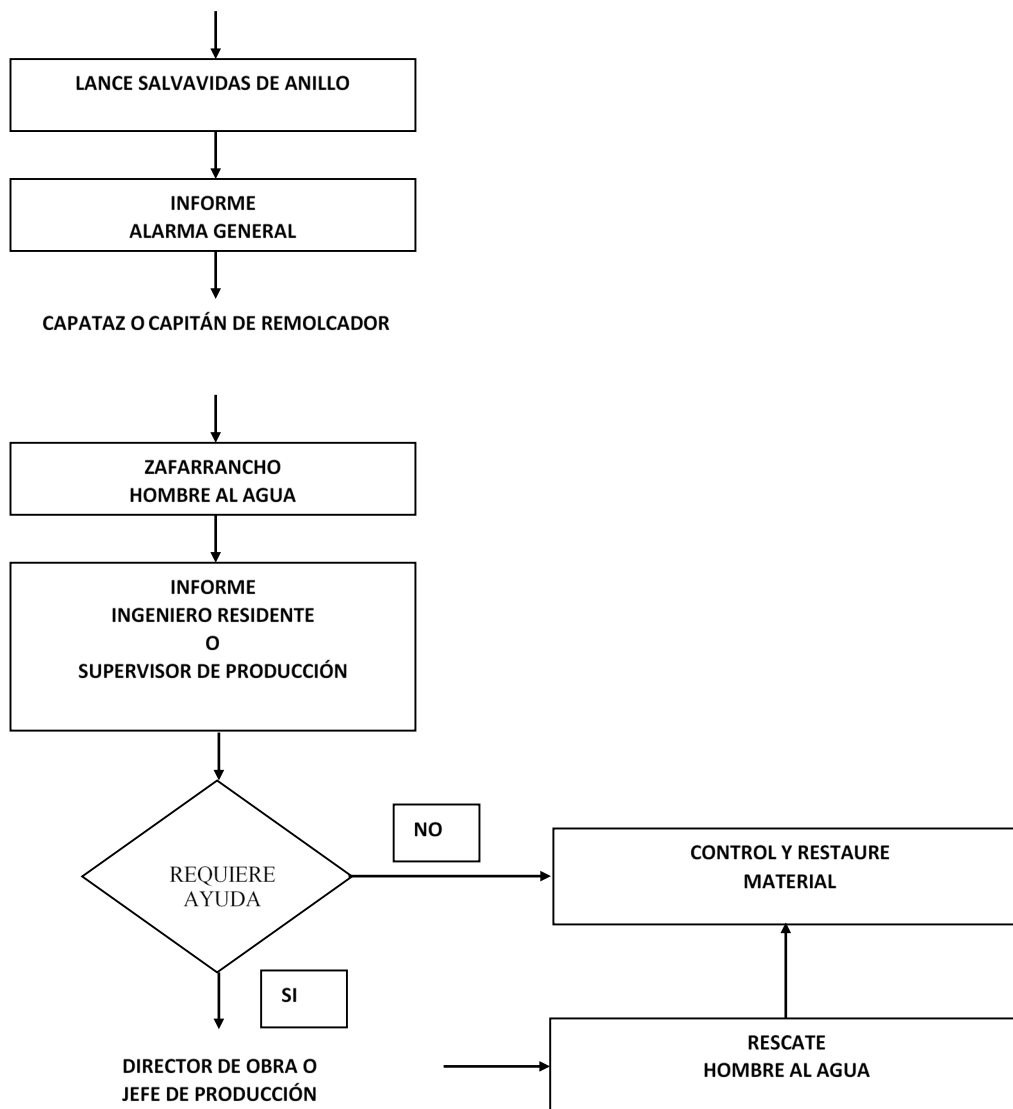 LANCE SALVAVIDAS DE ANILLO
INFORME
ALARMA GENERAL
CAPATAZ O CAPITÁN DE REMOLCADOR
ZAFARRANCHO
HOMBRE AL AGUA
INFORME
INGENIERO RESIDENTE
O
SUPERVISOR DE PRODUCCIÓN
REQUIERE
AYUDA
NO
CONTROL Y RESTAURE
MATERIAL
SI
DIRECTOR DE OBRA O
JEFE DE PRODUCCIÓN
RESCATE
HOMBRE AL AGUA